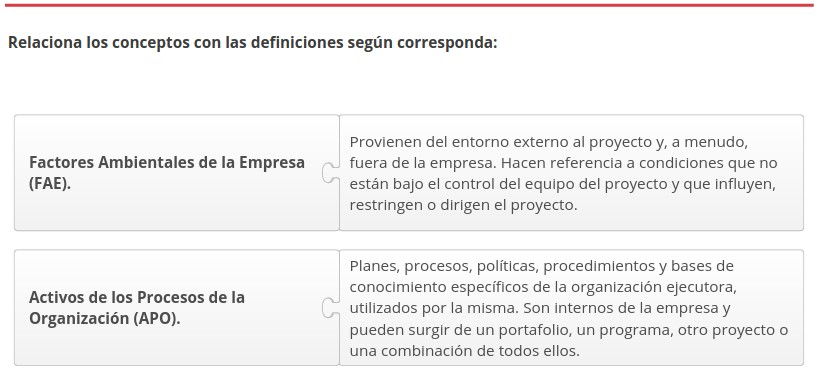 Relaciona los conceptos con las definiciones según corresponda:
Factores Ambientales de la Empresa
(FAE).
Provienen del entorno externo al proyecto y, a menudo,
fuera de la empresa. Hacen referencia a condiciones que no
están bajo el control del equipo del proyecto y que influyen,
restringen o dirigen el proyecto.
Activos de los Procesos de la
Organización (APO).
Planes, procesos, políticas, procedimientos y bases de
conocimiento específicos de la organización ejecutora,
utilizados por la misma. Son internos de la empresa y
pueden surgir de un portafolio, un programa, otro proyecto o
una combinación de todos ellos.